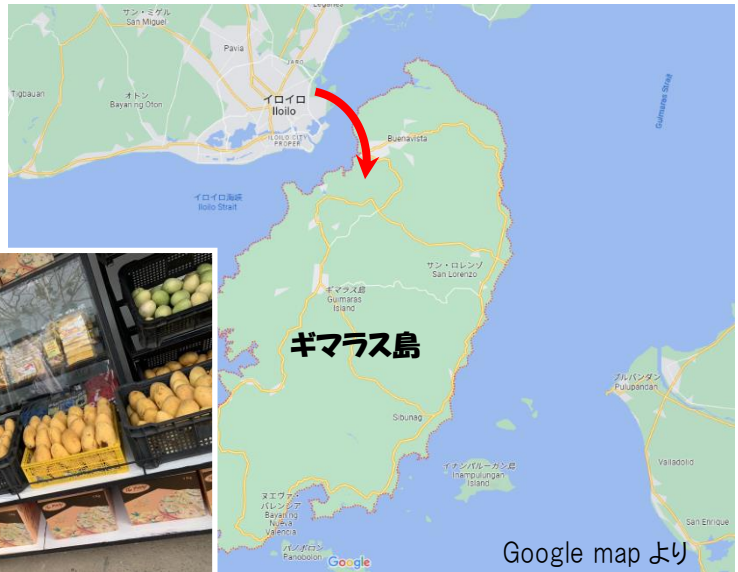 サン・ミゲル
San Miguel
Leganes
Pavia
JARO
Tigbauan
オトン
Bayan ng Oton
イロイロ
Iloilo
ILOILO CITY
PROPER
Guimaras Strait
Buenavista
イロイロ海峡
Iloilo Strait
サン・ロレンゾ
San Lorenzo
ギマラス島
Guimaras
Island
ギマラス島
プルパンダン
Pulupandan
Sibunag
イナンパルーガン島
Inampulungan
Island
Valladolid
ヌエヴァ・
バレンシア
Bayan ng
Nueva
Valencia
San Enrique
パノボロン
Panobolon
Google
Google map より